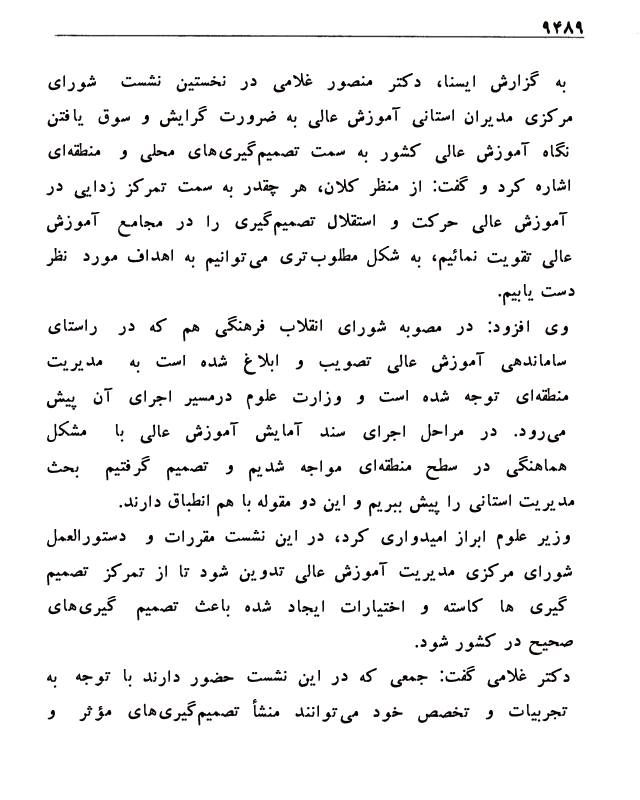 ۹۴۸۹
به گزارش ایسنا، دکتر منصور غلامی در نخستین نشست شورای
مرکزی مدیران استانی آموزش عالی به ضرورت گرایش و سوق یافتن
نگاه آموزش عالی کشور به سمت تصمیم‌گیری‌های محلی و منطقه‌ای
اشاره کرد و گفت: از منظر کلان، هر چقدر به سمت تمرکز زدایی در
آموزش عالی حرکت و استقلال تصمیم‌گیری را در مجامع آموزش
عالی تقویت نمائیم، به شکل مطلوب‌تری می‌توانیم به اهداف مورد نظر
دست یابیم.
وی افزود: در مصوبه شورای انقلاب فرهنگی هم که در راستای
ساماندهی آموزش عالی تصویب و ابلاغ شده است به مدیریت
منطقه‌ای توجه شده است و وزارت علوم درمسیر اجرای آن پیش
می‌رود. در مراحل اجرای سند آمایش آموزش عالی با مشکل
هماهنگی در سطح منطقه‌ای مواجه شدیم و تصمیم گرفتیم بحث
مدیریت استانی را پیش ببریم و این دو مقوله با هم انطباق دارند.
وزیر علوم ابراز امیدواری کرد، در این نشست مقررات و دستورالعمل
شورای مرکزی مدیریت آموزش عالی تدوین شود تا از تمرکز تصمیم
گیری ها کاسته و اختیارات ایجاد شده باعث تصمیم گیری‌های
صحیح در کشور شود.
دکتر غلامی گفت: جمعی که در این نشست حضور دارند با توجه به
تجربیات و تخصص خود می‌توانند منشأ تصمیم‌گیری‌های مؤثر و